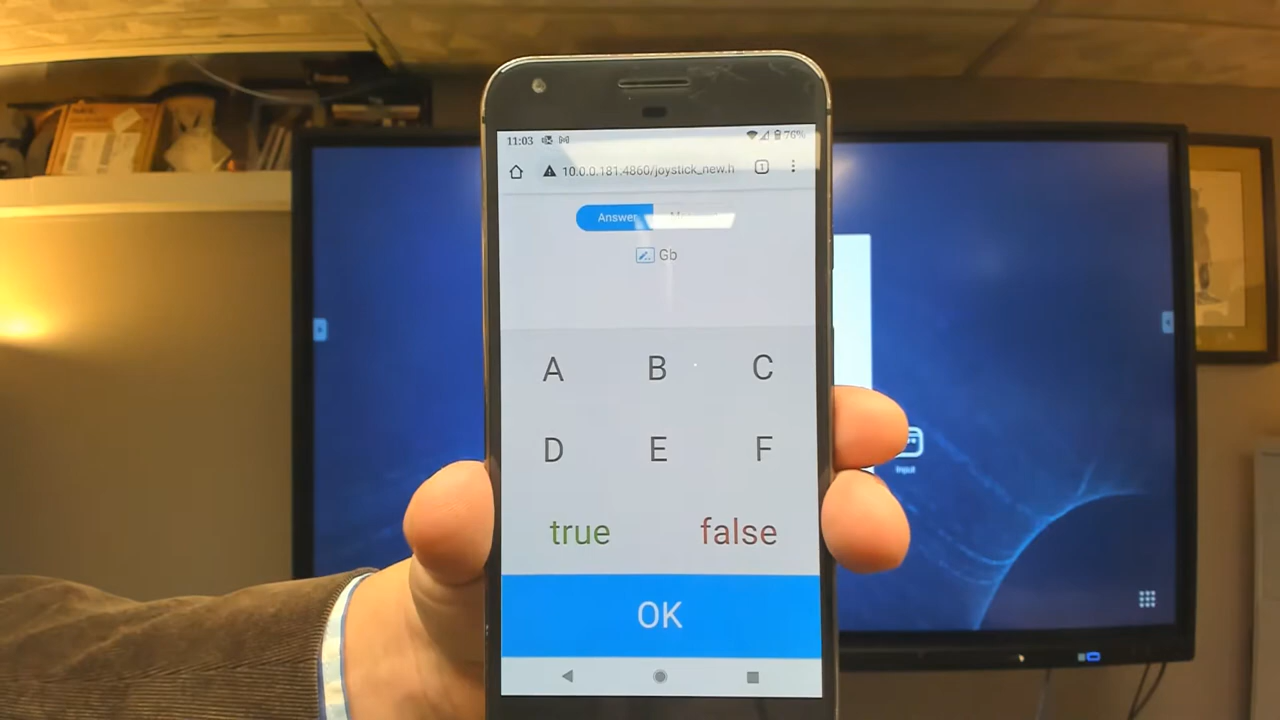 11:03 76%
10.0.0.181.4860/joystick_new.h 1
Answer
Gb
A B C
D E F
true false
OK
Input